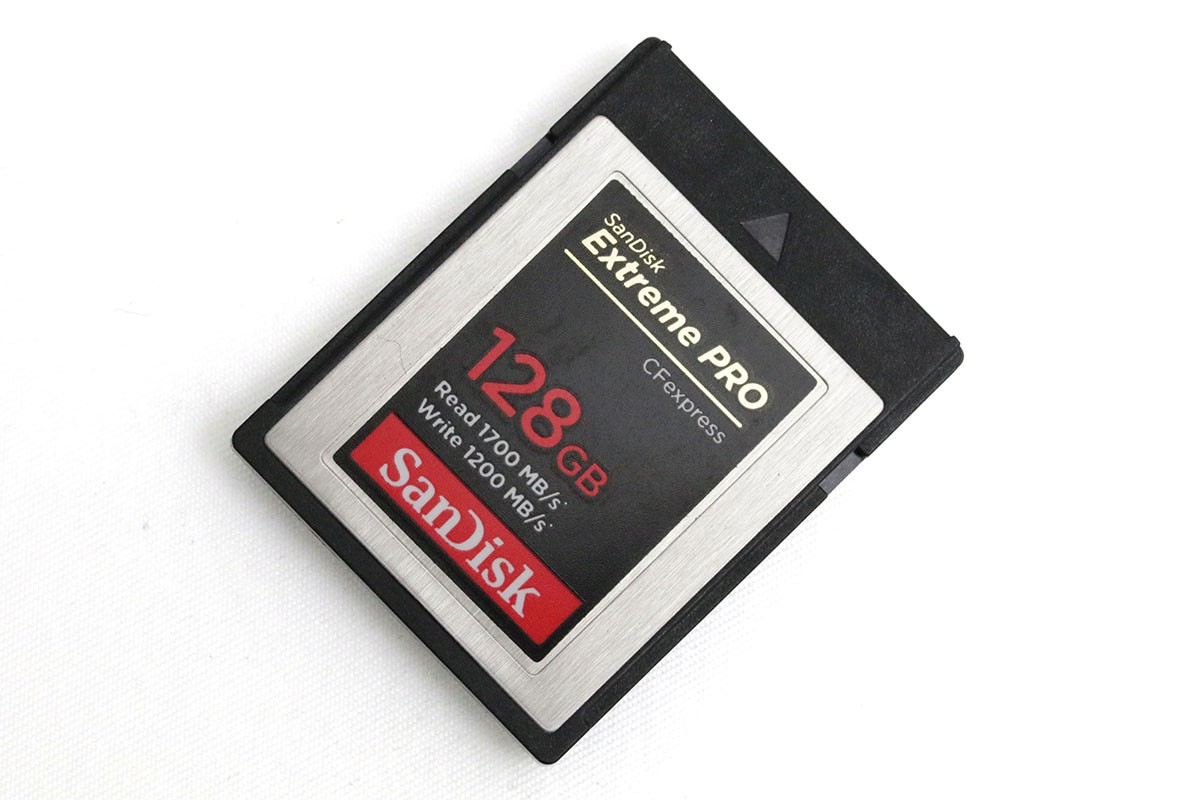 SanDisk
Extreme PRO
CFexpress
128GB
Read 1700 MB/s*
Write 1200 MB/s*
SanDisk